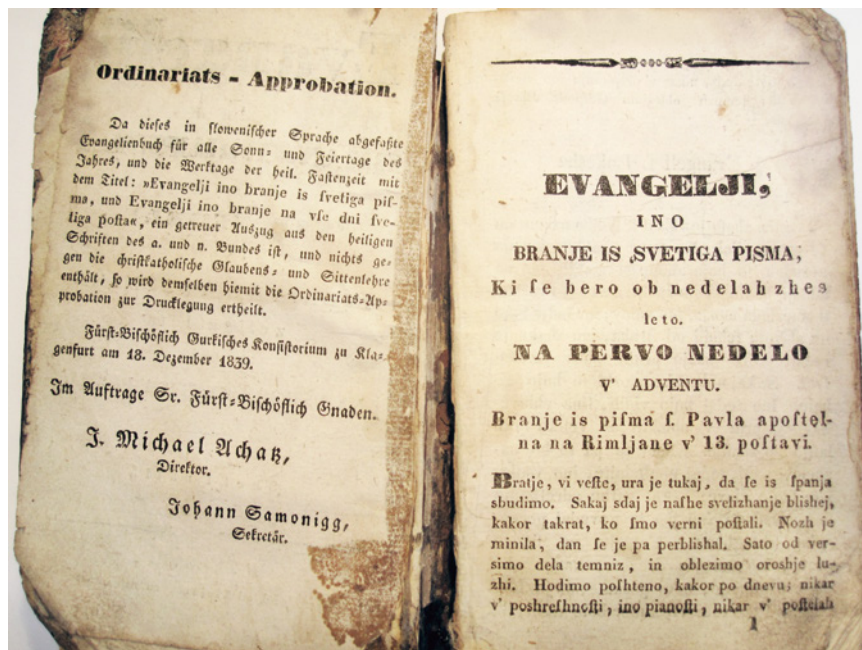 Ordinariats - Approbation.
Da dieſes in ſloweniſcher Sprache abgefaßte
Evangelienbuch für alle Sonn- und Feiertage des
Jahres, und die Werktage der heil. Faſtenzeit mit
dem Titel: »Evangelji ino branje is ſvetiga piſ-
ma, und Evangelji ino branje na vſe dni ſve-
tiga poſta«, ein getreuer Auszug aus den heiligen
Schriften des a. und n. Bundes iſt, und nichts ge-
gen die chriſtkatholiſche Glaubens- und Sittenlehre
enthält, ſo wird demſelben hiemit die Ordinariats-Ap-
probation zur Drucklegung ertheilt.
Fürſt-Biſchöflich Gurkiſches Konſiſtorium zu Kla-
genfurt am 18. Dezember 1839.
Im Auftrage Sr. Fürſt-Biſchöflich Gnaden.
J. Michael Achatz,
Direktor.
Johann Samonigg,
Sekretär.
EVANGELJI,
INO
BRANJE IS SVETIGA PISMA,
Ki ſe bero ob nedelah zhes
leto.
NA PERVO NEDELO
V' ADVENTU.
Branje is piſma ſ. Pavla apoſtel-
na na Rimljane v' 13. poſtavi.
Bratje, vi veſte, ura je tukaj, da ſe is ſpanja
sbudimo. Sakaj sdaj je naſhe svelizhanje blishej,
kakor takrat, ko ſmo verni poſtali. Nozh je
minila, dan ſe je pa perblishal. Sato od ver-
simo dela temniz, in oblezimo oroshje lu-
zhi. Hodimo poſhteno, kakor po dnevu; nikar
v' poshreſhnoſti, ino pianoſti, nikar v' poſtelah
1